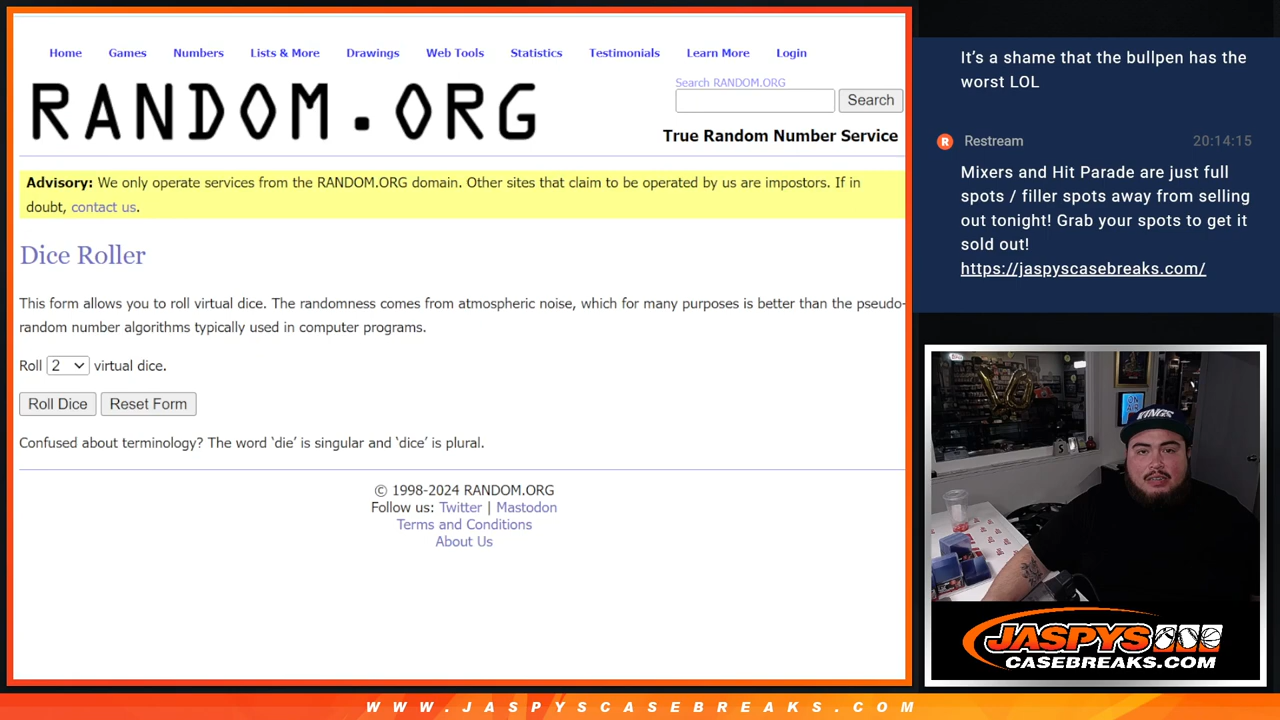 Home Games Numbers Lists & More Drawings Web Tools Statistics Testimonials Learn More Login
RANDOM.ORG
Search RANDOM.ORG
Search
True Random Number Service
Advisory: We only operate services from the RANDOM.ORG domain. Other sites that claim to be operated by us are impostors. If in
doubt, contact us.
Dice Roller
This form allows you to roll virtual dice. The randomness comes from atmospheric noise, which for many purposes is better than the pseudo-
random number algorithms typically used in computer programs.
Roll 2 virtual dice.
Roll Dice Reset Form
Confused about terminology? The word ‘die’ is singular and ‘dice’ is plural.
© 1998-2024 RANDOM.ORG
Follow us: Twitter | Mastodon
Terms and Conditions
About Us
It’s a shame that the bullpen has the
worst LOL
R Restream 20:14:15
Mixers and Hit Parade are just full
spots / filler spots away from selling
out tonight! Grab your spots to get it
sold out!
https://jaspyscasebreaks.com/
ON
AIR
KINGS
JASPYS
CASEBREAKS.COM
WWW.JASPYSCASEBREAKS.COM